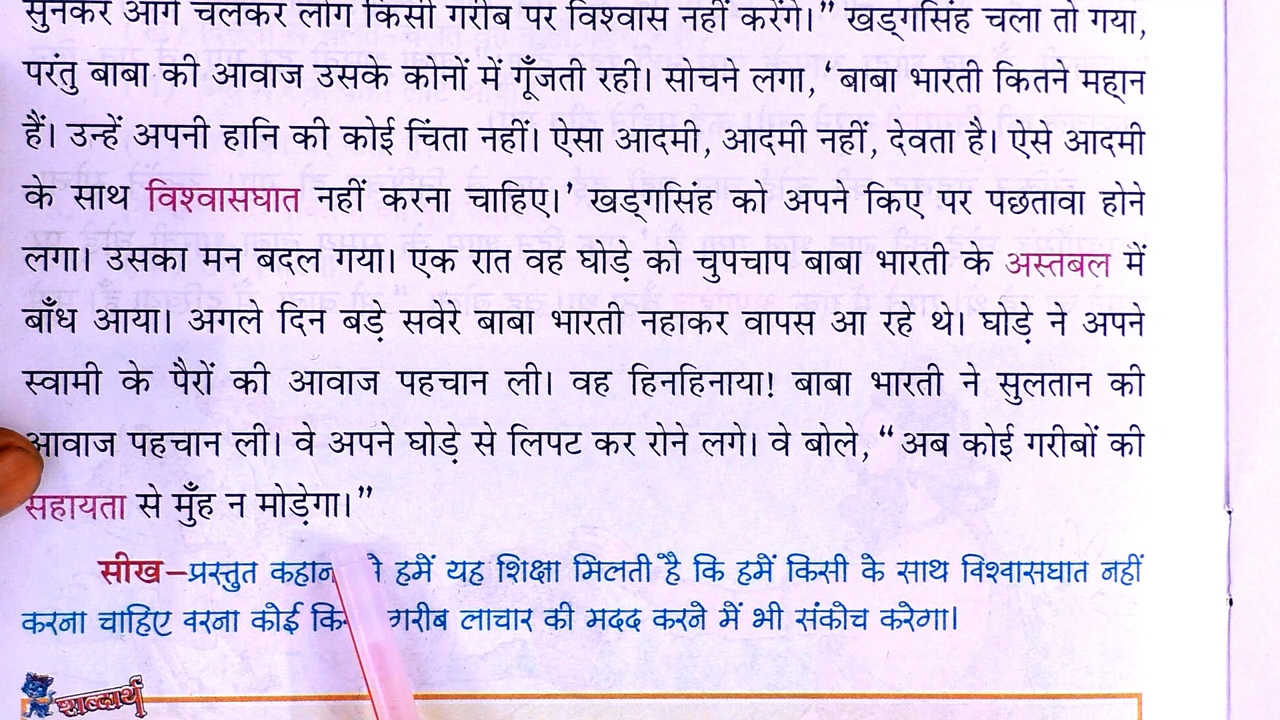 सुनकर आगे चलकर लोग किसी गरीब पर विश्वास नहीं करेंगे।” खड्गसिंह चला तो गया,
परंतु बाबा की आवाज उसके कोनों में गूँजती रही। सोचने लगा, ‘बाबा भारती कितने महान
हैं। उन्हें अपनी हानि की कोई चिंता नहीं। ऐसा आदमी, आदमी नहीं, देवता है। ऐसे आदमी
के साथ विश्वासघात नहीं करना चाहिए।’ खड्गसिंह को अपने किए पर पछतावा होने
लगा। उसका मन बदल गया। एक रात वह घोड़े को चुपचाप बाबा भारती के अस्तबल में
बाँध आया। अगले दिन बड़े सवेरे बाबा भारती नहाकर वापस आ रहे थे। घोड़े ने अपने
स्वामी के पैरों की आवाज पहचान ली। वह हिनहिनाया! बाबा भारती ने सुलतान की
आवाज पहचान ली। वे अपने घोड़े से लिपट कर रोने लगे। वे बोले, “अब कोई गरीबों की
सहायता से मुँह न मोड़ेगा।”
सीख–प्रस्तुत हमें यह शिक्षा मिलती है कि हमें किसी के साथ विश्वासघात नहीं
करना चाहिए वरना कोई गरीब लाचार की मदद करने में भी संकोच करेगा।
शब्दार्थ